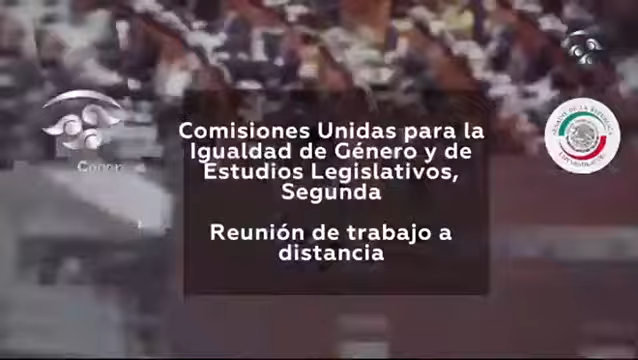 Comisiones Unidas para la
Igualdad de Género y de
Estudios Legislativos,
Segunda
Reunión de trabajo a
distancia